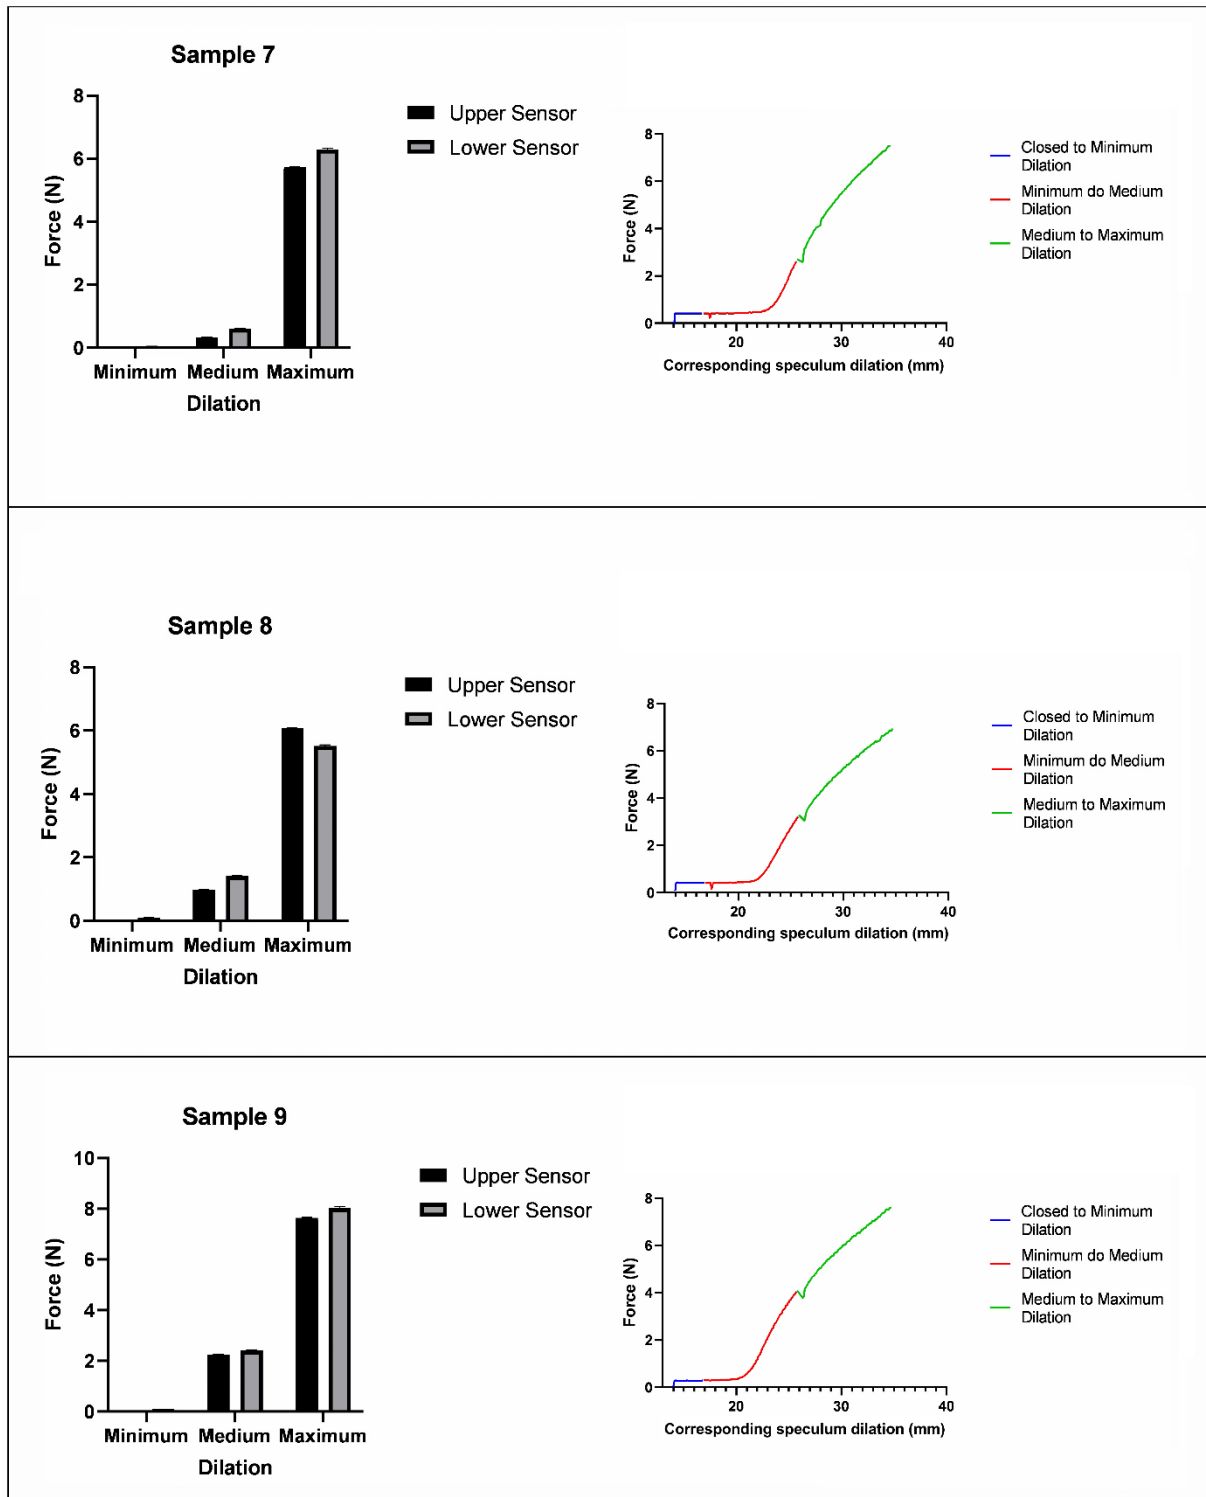 Sample 7
8
6
4
2
0
Force (N)
Minimum Medium Maximum
Dilation
Upper Sensor
Lower Sensor
8
6
4
2
0
Force (N)
20 30 40
Corresponding speculum dilation (mm)
Closed to Minimum
Dilation
Minimum do Medium
Dilation
Medium to Maximum
Dilation
Sample 8
8
6
4
2
0
Force (N)
Minimum Medium Maximum
Dilation
Upper Sensor
Lower Sensor
8
6
4
2
0
Force (N)
20 30 40
Corresponding speculum dilation (mm)
Closed to Minimum
Dilation
Minimum do Medium
Dilation
Medium to Maximum
Dilation
Sample 9
10
8
6
4
2
0
Force (N)
Minimum Medium Maximum
Dilation
Upper Sensor
Lower Sensor
8
6
4
2
0
Force (N)
20 30 40
Corresponding speculum dilation (mm)
Closed to Minimum
Dilation
Minimum do Medium
Dilation
Medium to Maximum
Dilation